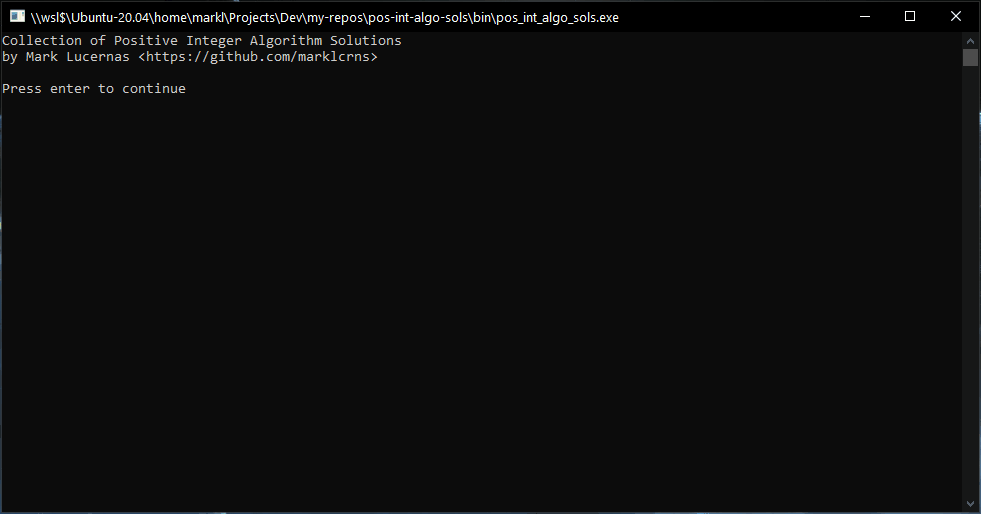 \\wsl$\Ubuntu-20.04\home\markl\Projects\Dev\my-repos\pos-int-algo-sols\bin\pos_int_algo_sols.exe
Collection of Positive Integer Algorithm Solutions
by Mark Lucernas <https://github.com/marklcrns>
Press enter to continue